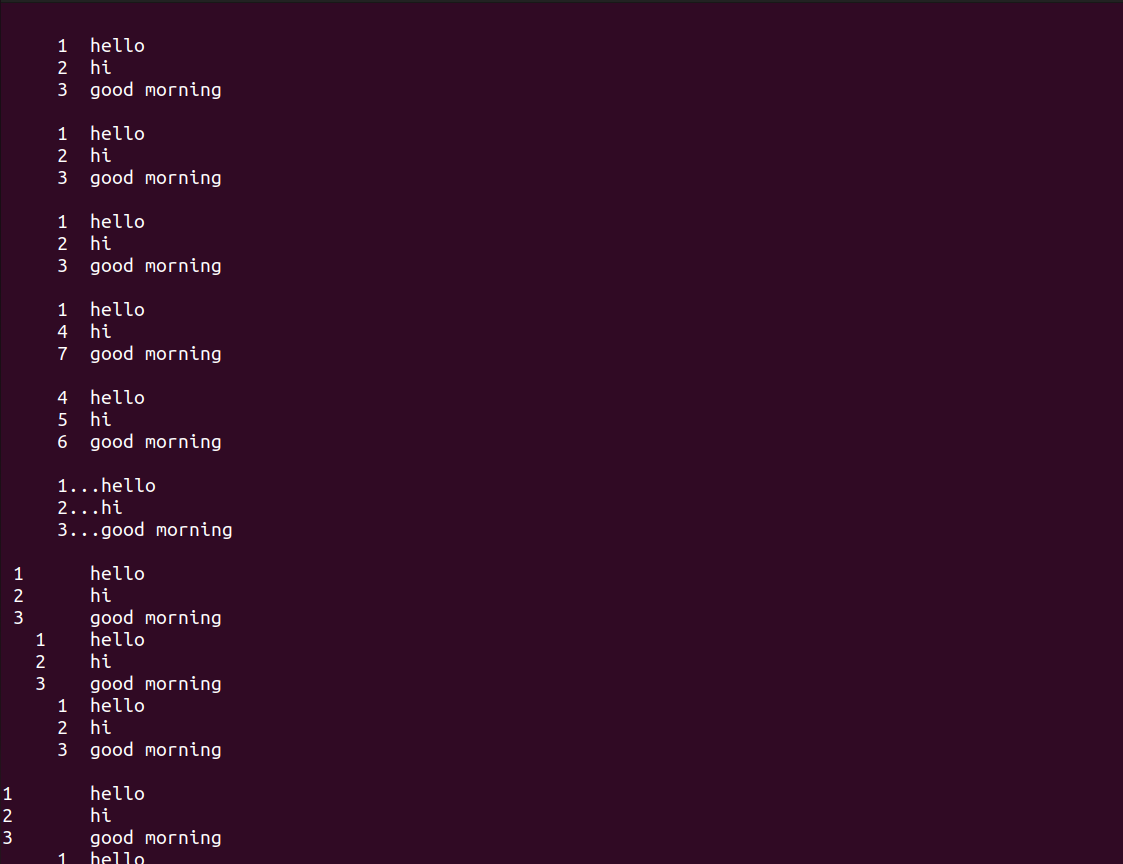 1  hello
2  hi
3  good morning
1  hello
2  hi
3  good morning
1  hello
2  hi
3  good morning
1  hello
4  hi
7  good morning
4  hello
5  hi
6  good morning
1...hello
2...hi
3...good morning
1      hello
2      hi
3      good morning
1    hello
2    hi
3    good morning
1  hello
2  hi
3  good morning
1       hello
2       hi
3       good morning
1  hello